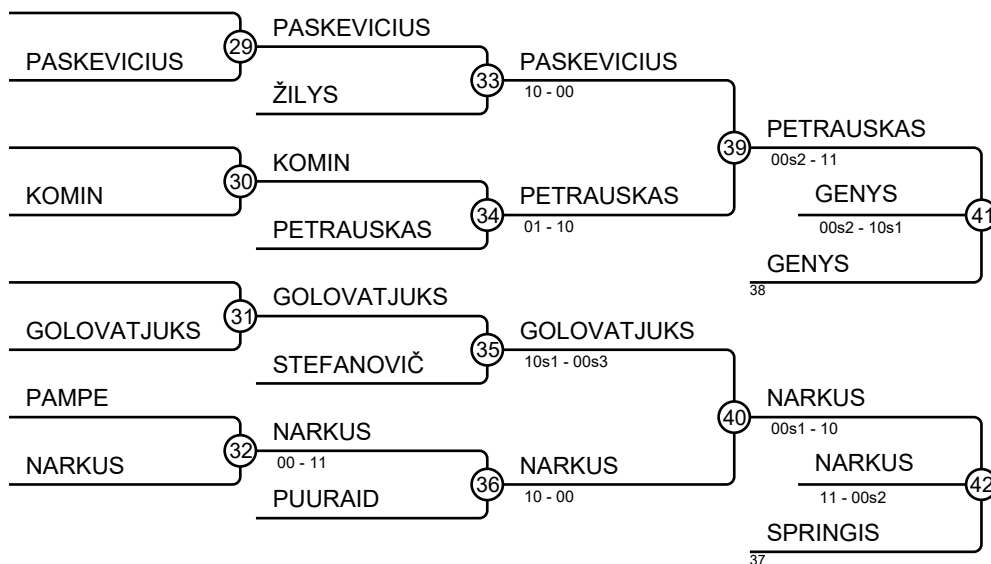 PASKEVICIUS
29
PASKEVICIUS
33
ŽILYS
PASKEVICIUS
10 - 00
39
KOMIN
30
KOMIN
34
PETRAUSKAS
PETRAUSKAS
01 - 10
PETRAUSKAS
00s2 - 11
GENYS
00s2 - 10s1
41
GENYS
38
GOLOVATJUKS
31
GOLOVATJUKS
35
STEFANOVIČ
GOLOVATJUKS
10s1 - 00s3
40
PAMPE
32
NARKUS
NARKUS
00 - 11
36
PUURAID
NARKUS
10 - 00
NARKUS
00s1 - 10
NARKUS
11 - 00s2
42
SPRINGIS
37